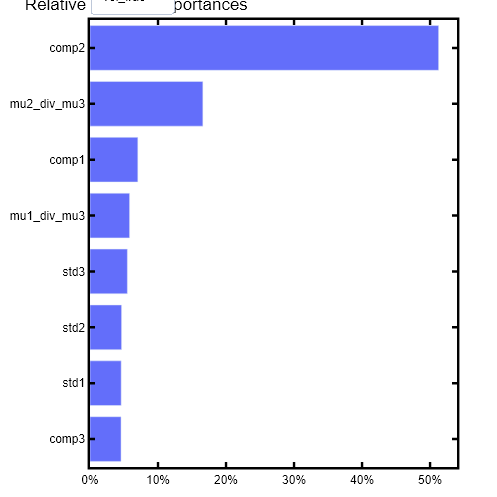 Relative portances
comp2
mu2_div_mu3
comp1
mu1_div_mu3
std3
std2
std1
comp3
0% 10% 20% 30% 40% 50%